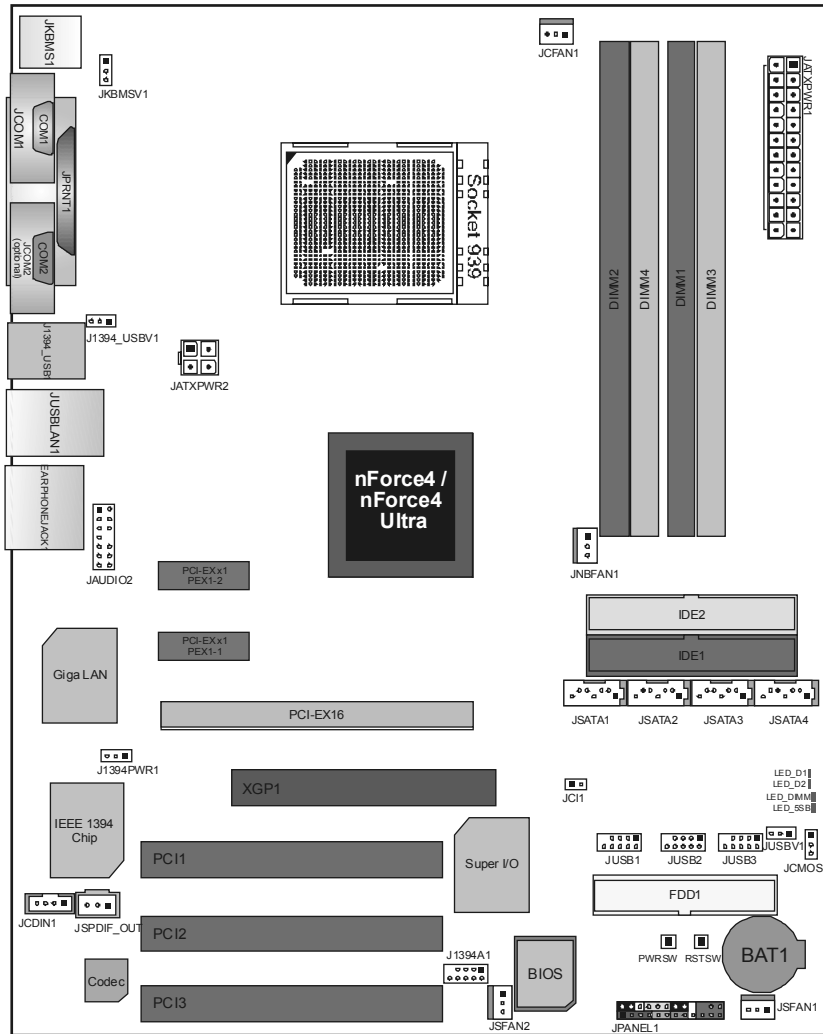 JKBMS1
JKBMSV1
JCFAN1
JATXPWR1
JCOM1
COM1
JPRNT1
Socket 939
COM2
JCOM2
(optional)
DIMM2
DIMM4
DIMM1
DIMM3
J1394_USBV1
J1394_USB1
JATXPWR2
JUSBLAN1
nForce4 /
nForce4
Ultra
EARPHONEJACK1
JNBFAN1
PCI-EXx1
PEX1-2
JAUDIO2
IDE2
PCI-EXx1
PEX1-1
IDE1
Giga LAN
PCI-EX16
JSATA1
JSATA2
JSATA3
JSATA4
J1394PWR1
XGP1
JCI1
LED_D1
LED_D2
LED_DIMM
LED_5SB
IEEE 1394
Chip
PCI1
Super I/O
JUSB1
JUSB2
JUSB3
JUSBV1
JCMOS
FDD1
JCDIN1
JSPDIF_OUT
PCI2
PWRSW
RSTSW
BAT1
J1394A1
BIOS
Codec
PCI3
JSFAN2
JPANEL1
JSFAN1